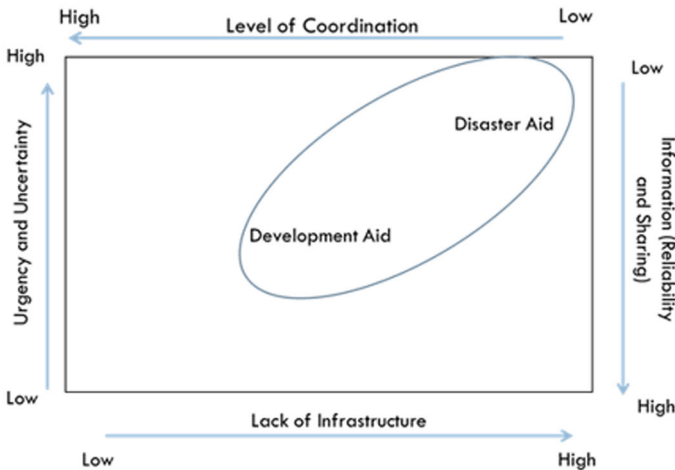 High
Level of Coordination
Low
High
Low
Disaster Aid
Urgency and Uncertainty
Information (Reliability
and Sharing)
Development Aid
Low
High
Lack of Infrastructure
Low
High